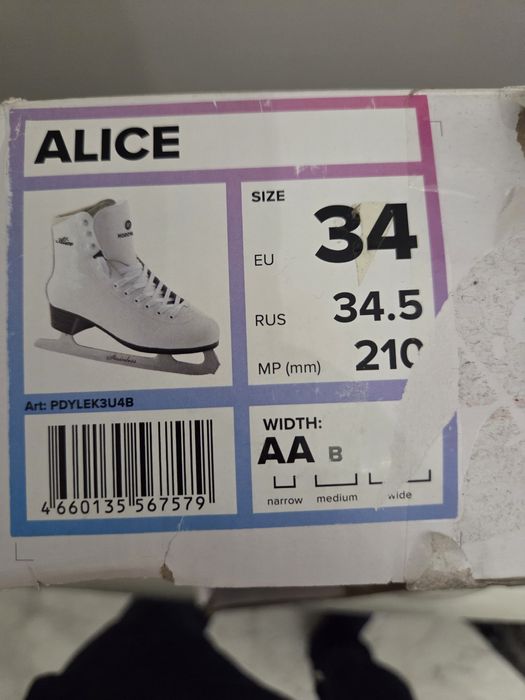 ALICE
SIZE
EU 34
RUS 34.5
MP (mm) 210
Art: PDYLEK3U4B
WIDTH:
AA B
narrow medium wide
4 660135 567579